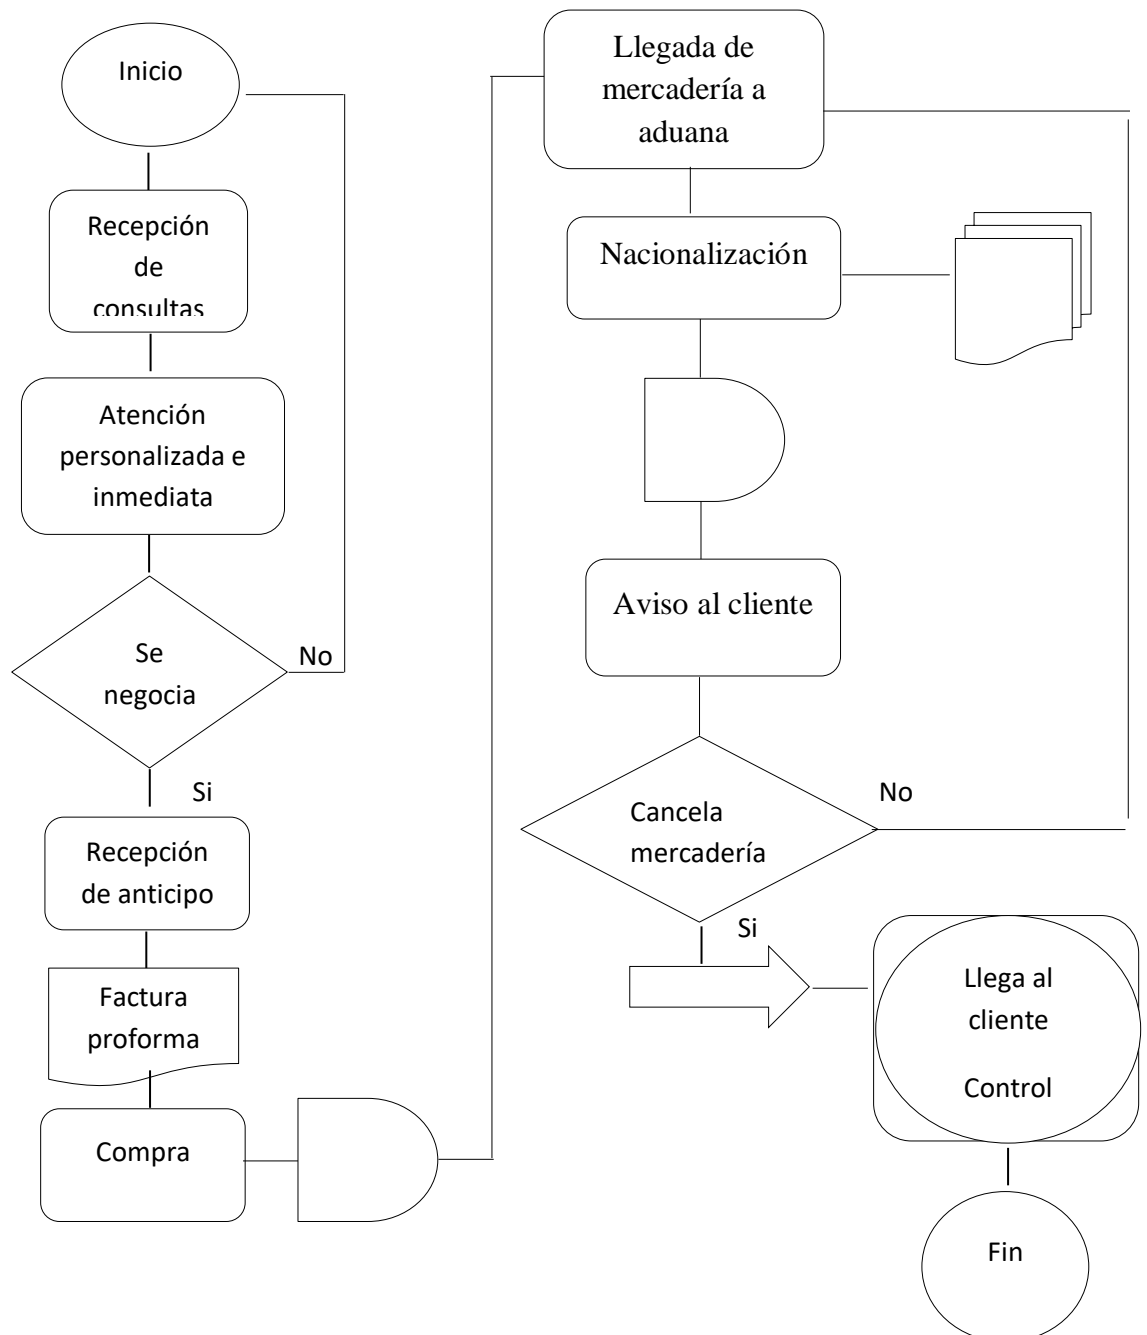 Inicio
Recepción
de
consultas
Atención
personalizada e
inmediata
Se
negocia
No
Si
Recepción
de anticipo
Factura
proforma
Compra
Llegada de
mercadería a
aduana
Nacionalización
Aviso al cliente
Cancela
mercadería
No
Si
Llega al
cliente
Control
Fin